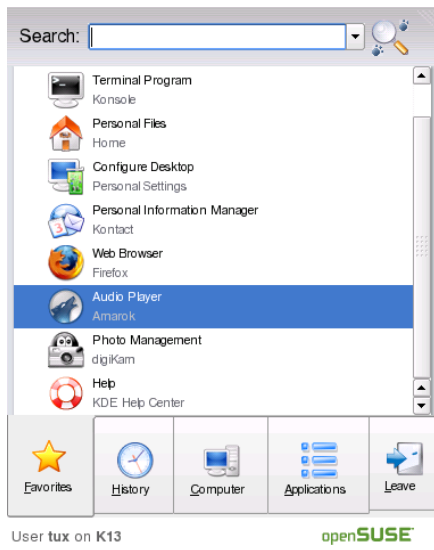 Search:
Terminal Program
Konsole
Personal Files
Home
Configure Desktop
Personal Settings
Personal Information Manager
Kontact
Web Browser
Firefox
Audio Player
Amarok
Photo Management
digiKam
Help
KDE Help Center
Favorites
History
Computer
Applications
Leave
User tux on K13
openSUSE